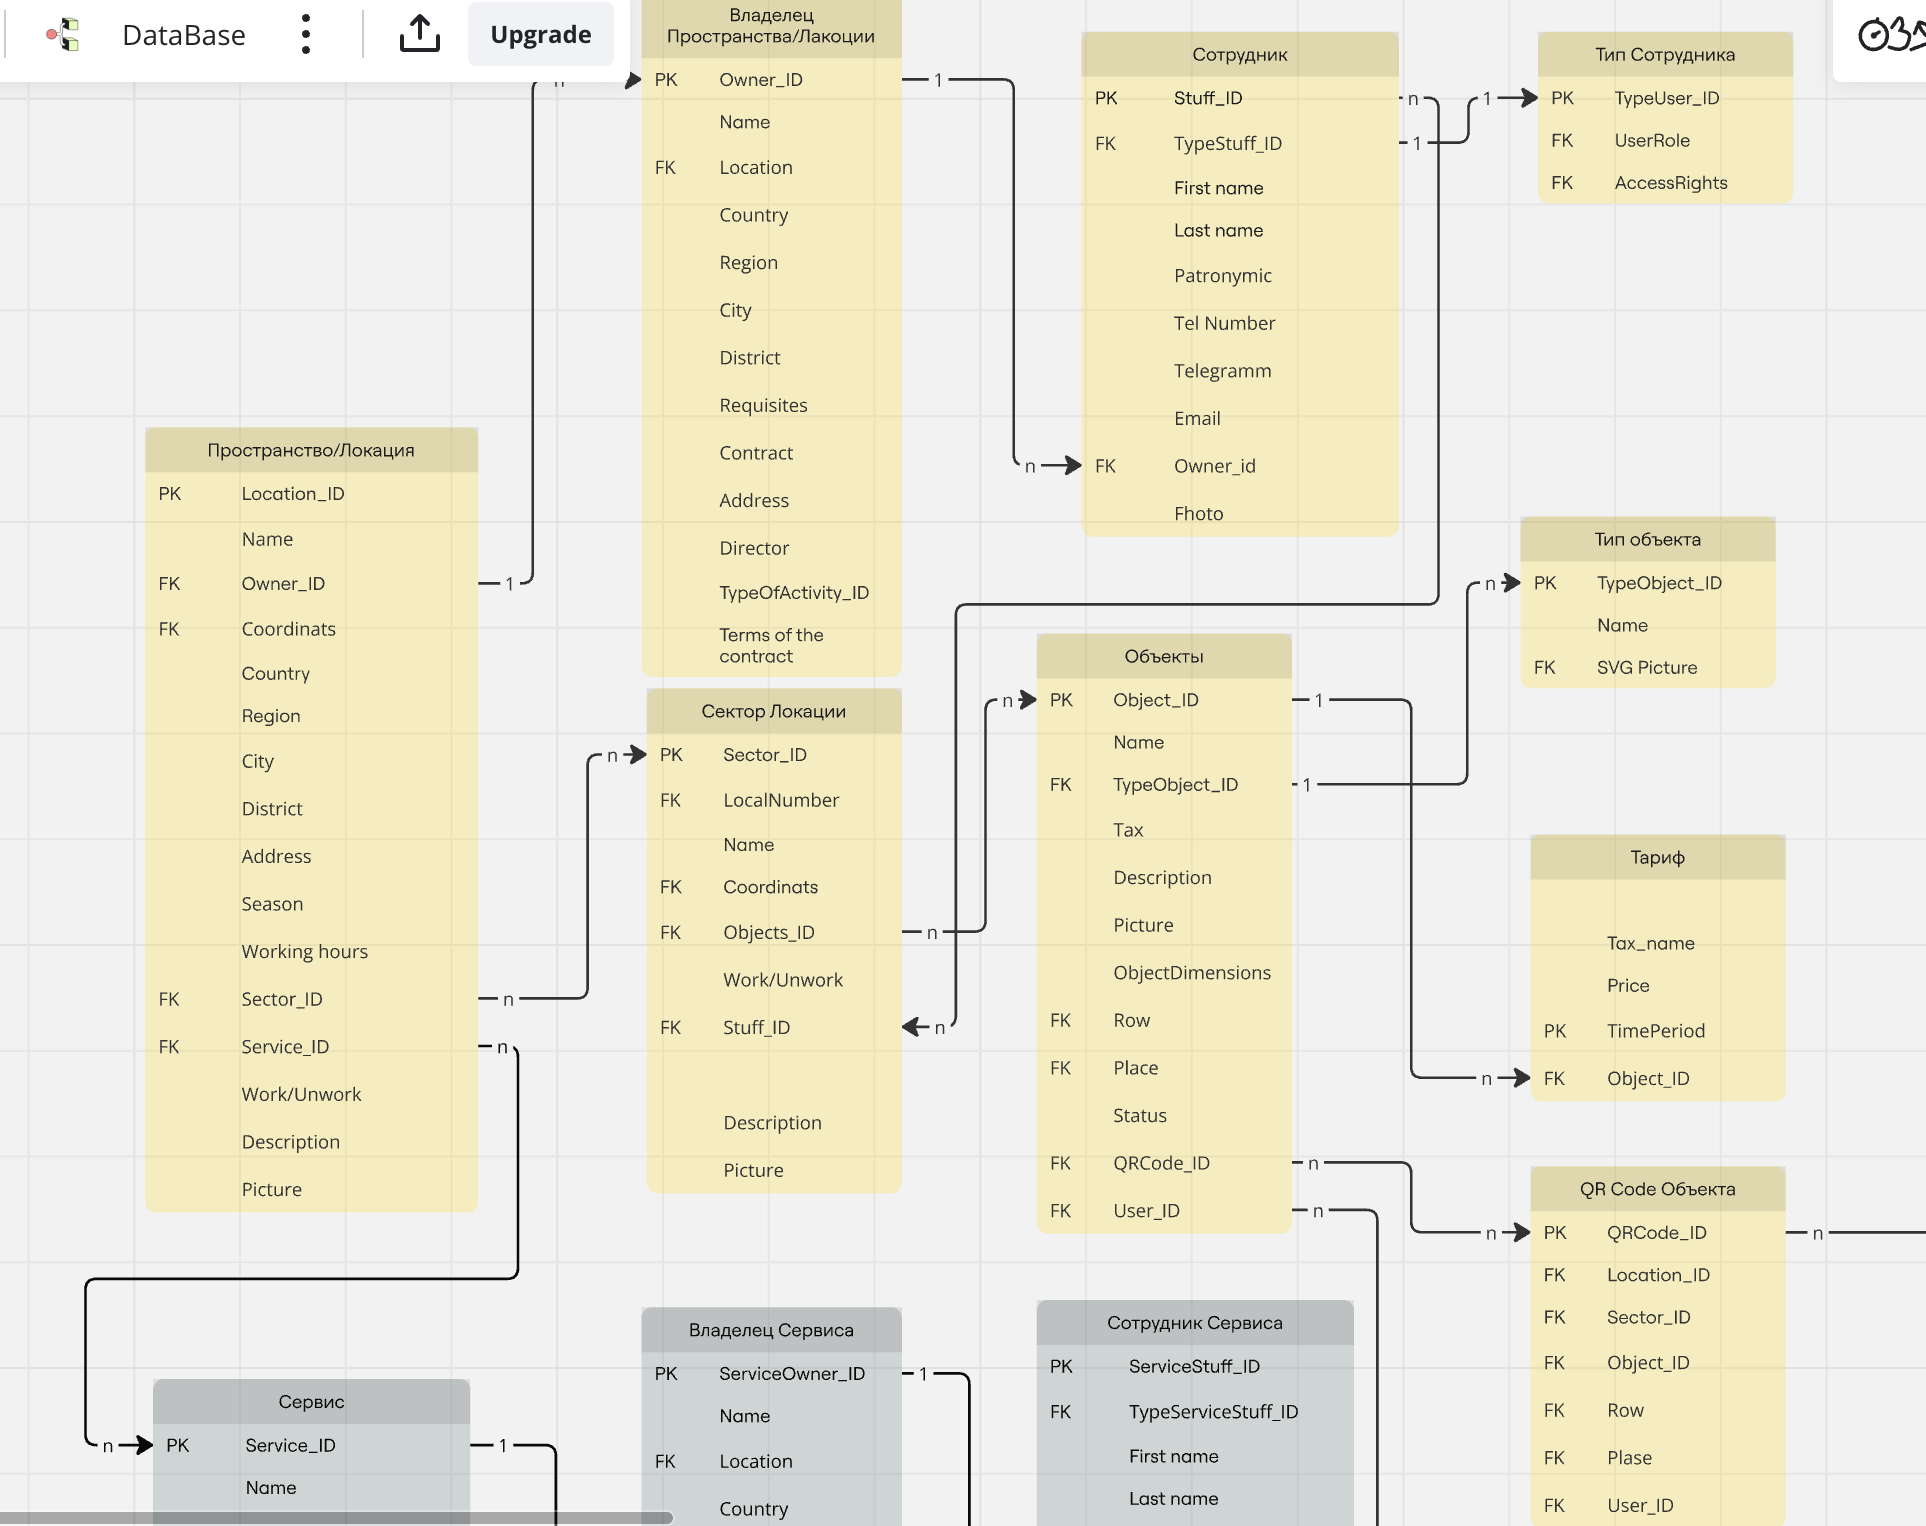 DataBase
Upgrade
Владелец
Пространства/Лакоции
PK Owner_ID
Name
FK Location
Country
Region
City
District
Requisites
Contract
Address
Director
TypeOfActivity_ID
Terms of the
contract
1
n
Сотрудник
PK Stuff_ID
FK TypeStuff_ID
First name
Last name
Patronymic
Tel Number
Telegramm
Email
FK Owner_id
Fhoto
n
1
1
Тип Сотрудника
PK TypeUser_ID
FK UserRole
FK AccessRights
Пространство/Локация
PK Location_ID
Name
FK Owner_ID
FK Coordinats
Country
Region
City
District
Address
Season
Working hours
FK Sector_ID
FK Service_ID
Work/Unwork
Description
Picture
1
n
n
n
Сектор Локации
PK Sector_ID
FK LocalNumber
Name
FK Coordinats
FK Objects_ID
Work/Unwork
FK Stuff_ID
Description
Picture
n
n
n
Объекты
PK Object_ID
Name
FK TypeObject_ID
Tax
Description
Picture
ObjectDimensions
FK Row
FK Place
Status
FK QRCode_ID
FK User_ID
1
1
n
n
n
Тип объекта
PK TypeObject_ID
Name
FK SVG Picture
Тариф
Tax_name
Price
PK TimePeriod
n
FK Object_ID
QR Code Объекта
n
PK QRCode_ID
n
FK Location_ID
FK Sector_ID
FK Object_ID
FK Row
FK Plase
FK User_ID
Сервис
n
PK Service_ID
1
Name
Владелец Сервиса
PK ServiceOwner_ID
1
Name
FK Location
Country
Сотрудник Сервиса
PK ServiceStuff_ID
FK TypeServiceStuff_ID
First name
Last name